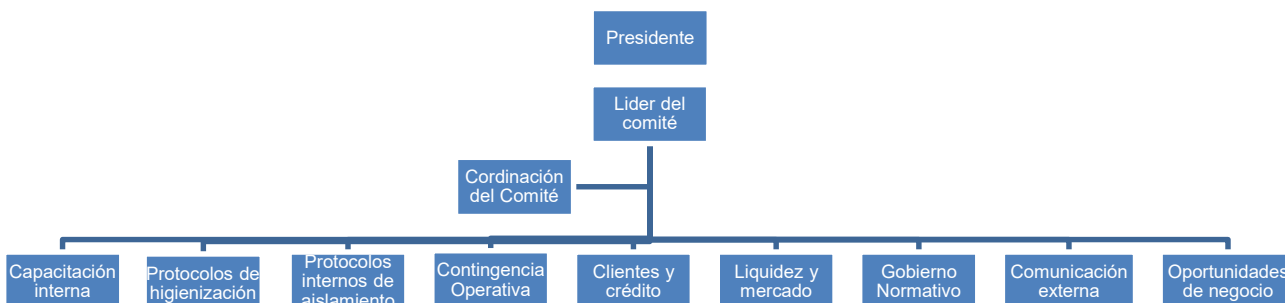 Presidente
Lider del
comité
Cordinación
del Comité
Capacitación
interna
Protocolos de
higienización
Protocolos
internos de
aislamiento
Contingencia
Operativa
Clientes y
crédito
Liquidez y
mercado
Gobierno
Normativo
Comunicación
externa
Oportunidades
de negocio